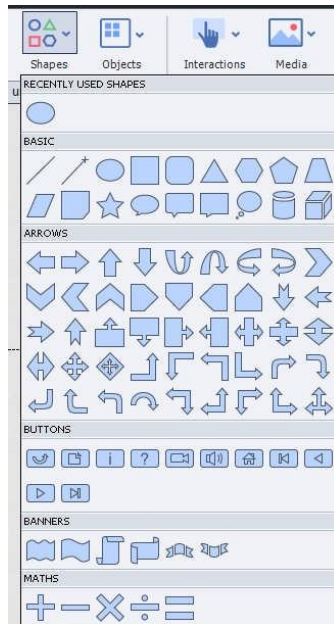 Shapes Objects Interactions Media
u
RECENTLY USED SHAPES
BASIC
ARROWS
BUTTONS
i ?
BANNERS
MATHS